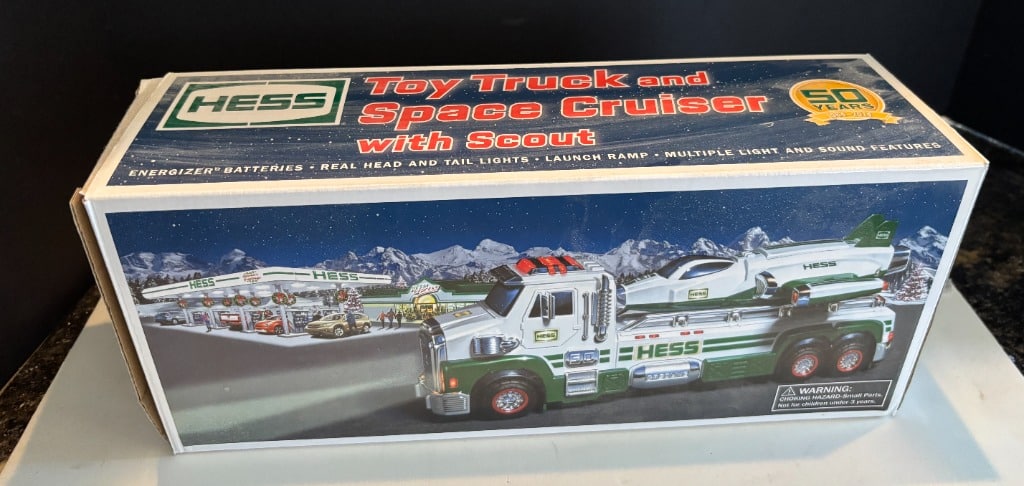 HESS
Toy Truck and
Space Cruiser
with Scout
50
YEARS
ENERGIZER® BATTERIES • REAL HEAD AND TAIL LIGHTS • LAUNCH RAMP • MULTIPLE LIGHT AND SOUND FEATURES
HESS
HESS
HESS
HESS
HESS
HESS
WARNING:
CHOKING HAZARD-Small Parts.
Not for children under 3 years.